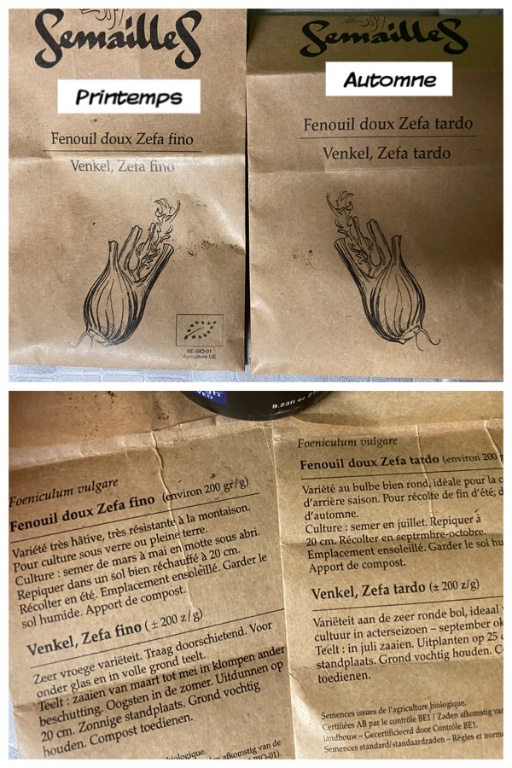 Semailles
Printemps
Fenouil doux Zefa fino
Venkel, Zefa fino
BE-BIO-01
Agriculture UE
Semailles
Automne
Fenouil doux Zefa tardo
Venkel, Zefa tardo
Foeniculum vulgare
Fenouil doux Zefa fino (environ 200 gr/g)
Variété très hâtive, très résistante à la montaison.
Pour culture sous verre ou pleine terre.
Culture : semer de mars à mai en motte sous abri.
Repiquer dans un sol bien réchauffé à 20 cm.
Récolter en été. Emplacement ensoleillé. Garder le
sol humide. Apport de compost.
Venkel, Zefa fino (± 200 z/g)
Zeer vroege variëteit. Traag doorschietend. Voor
onder glas en in volle grond teelt.
Teelt : zaaien van maart tot mei in klompen onder
beschutting. Oogsten in de zomer. Uitdunnen op
20 cm. Zonnige standplaats. Grond vochtig
houden. Compost toedienen.
Foeniculum vulgare
Fenouil doux Zefa tardo (environ 200
Variété au bulbe bien rond, idéale pour la
d'arrière saison. Pour récolte de fin d'été,
d'automne.
Culture : semer en juillet. Repiquer à
20 cm. Récolter en septrmbre-octobre.
Emplacement ensoleillé. Garder le sol
Apport de compost.
Venkel, Zefa tardo (± 200 z/g)
Variëteit aan de zeer ronde bol, ideaal
cultuur in acterseizoen – september
Teelt : in juli zaaien. Uitplanten op 25
standplaats. Grond vochtig houden.
toedienen.
Semences issues de l'agriculture biologique.
Certifiées AB par le contrôle BE1 / Zaden afkomstig van
landbouw – Gecertifieerd door Contrôle BE1.
Semences standard/standaardzaden – Règles et normes